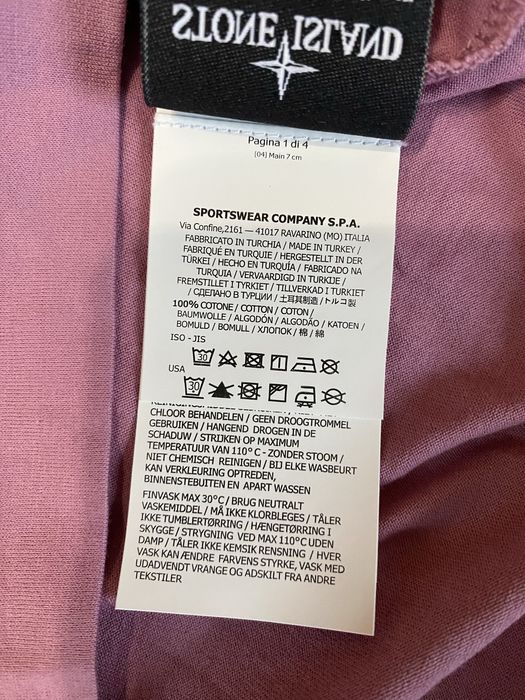 STONE ISLAND
Pagina 1 di 4
[04] Main 7 cm
SPORTSWEAR COMPANY S.P.A.
Via Confine,2161 — 41017 RAVARINO (MO) ITALIA
FABBRICATO IN TURCHIA / MADE IN TURKEY /
FABRIQUÉ EN TURQUIE / HERGESTELLT IN DER
TÜRKEI / HECHO EN TURQUÍA / FABRICADO NA
TURQUIA / VERVAARDIGD IN TURKIJE /
FREMSTILLET I TYRKIET / TILLVERKAD I TURKIET
/ СДЕЛАНО В ТУРЦИИ / 土耳其制造 / トルコ製
100% COTONE / COTTON / COTON /
BAUMWOLLE / ALGODÓN / ALGODÃO / KATOEN /
BOMULD / BOMULL / ХЛОПОК / 棉 / 綿
ISO - JIS
30
USA
30
CHLOOR BEHANDELEN / GEEN DROOGTROMMEL
GEBRUIKEN / HANGEND DROGEN IN DE
SCHADUW / STRIJKEN OP MAXIMUM
TEMPERATUUR VAN 110°C - ZONDER STOOM /
NIET CHEMISCH REINIGEN / BIJ ELKE WASBEURT
KAN VERKLEURING OPTREDEN,
BINNENSTEBUITEN EN APART WASSEN
FINVASK MAX 30°C / BRUG NEUTRALT
VASKEMIDDEL / MÅ IKKE KLORBLEGES / TÅLER
IKKE TUMBLERTØRRING / HÆNGETØRRING I
SKYGGE / STRYGNING VED MAX 110°C UDEN
DAMP / TÅLER IKKE KEMISK RENSNING / HVER
VASK KAN ÆNDRE FARVENS STYRKE, VASK MED
UDADVENDT VRANGE OG ADSKILT FRA ANDRE
TEKSTILER